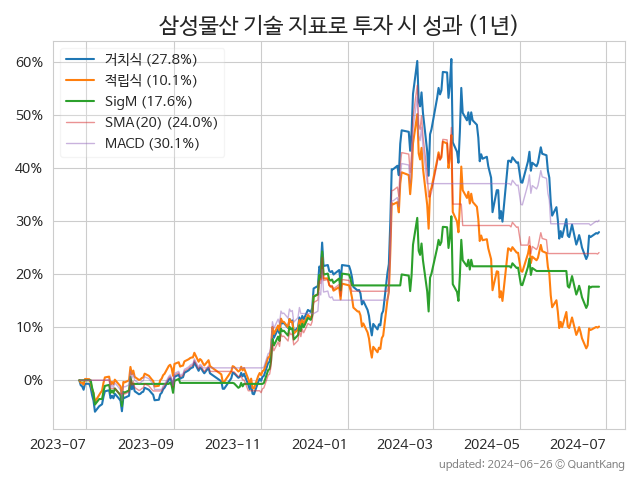 삼성물산 기술 지표로 투자 시 성과 (1년)
거치식 (27.8%)
적립식 (10.1%)
SigM (17.6%)
SMA(20) (24.0%)
MACD (30.1%)
60%
50%
40%
30%
20%
10%
0%
2023-07 2023-09 2023-11 2024-01 2024-03 2024-05 2024-07
updated: 2024-06-26 © QuantKang